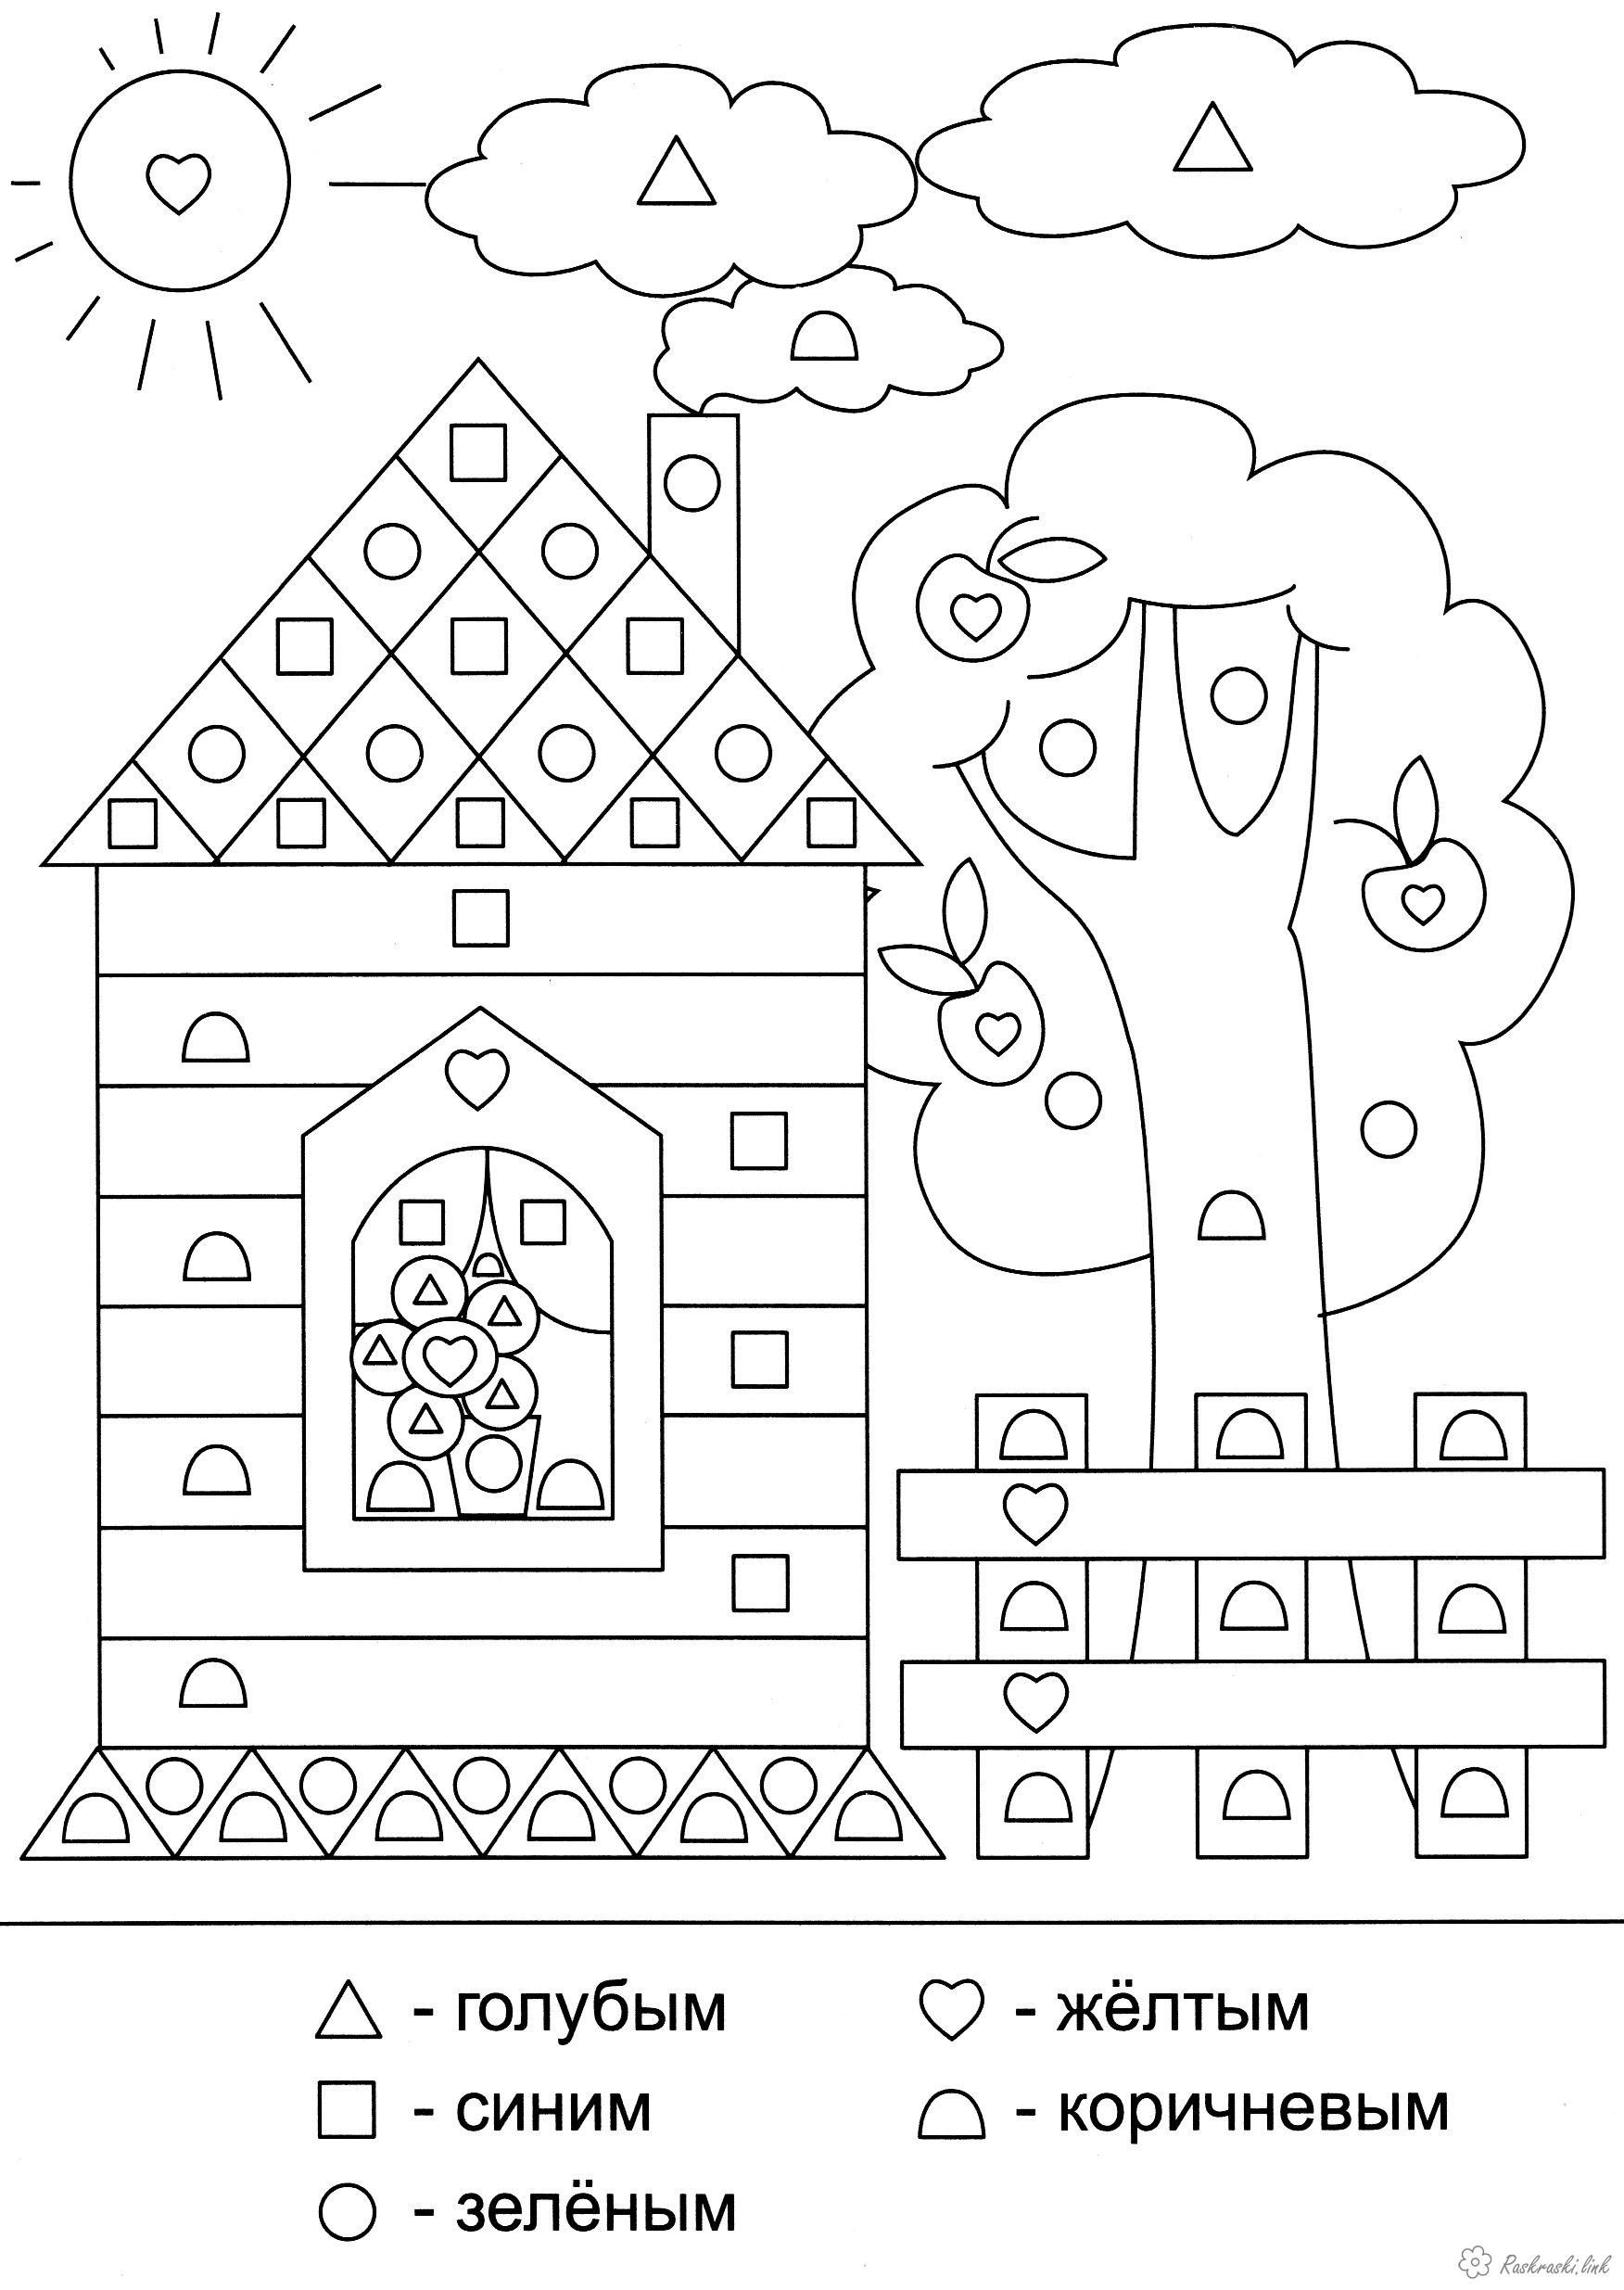 - голубым
- жёлтым
- синим
- коричневым
- зелёным
Raskraski.link